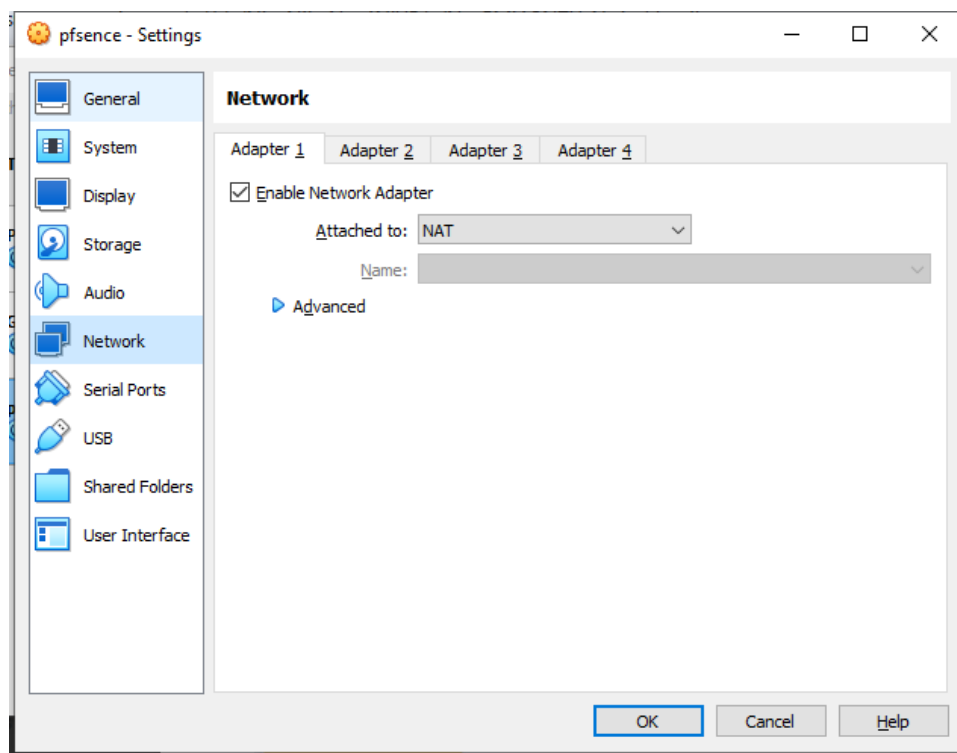 pfsence - Settings
General
System
Display
Storage
Audio
Network
Serial Ports
USB
Shared Folders
User Interface
Network
Adapter 1 Adapter 2 Adapter 3 Adapter 4
Enable Network Adapter
Attached to: NAT
Name:
Advanced
OK Cancel Help